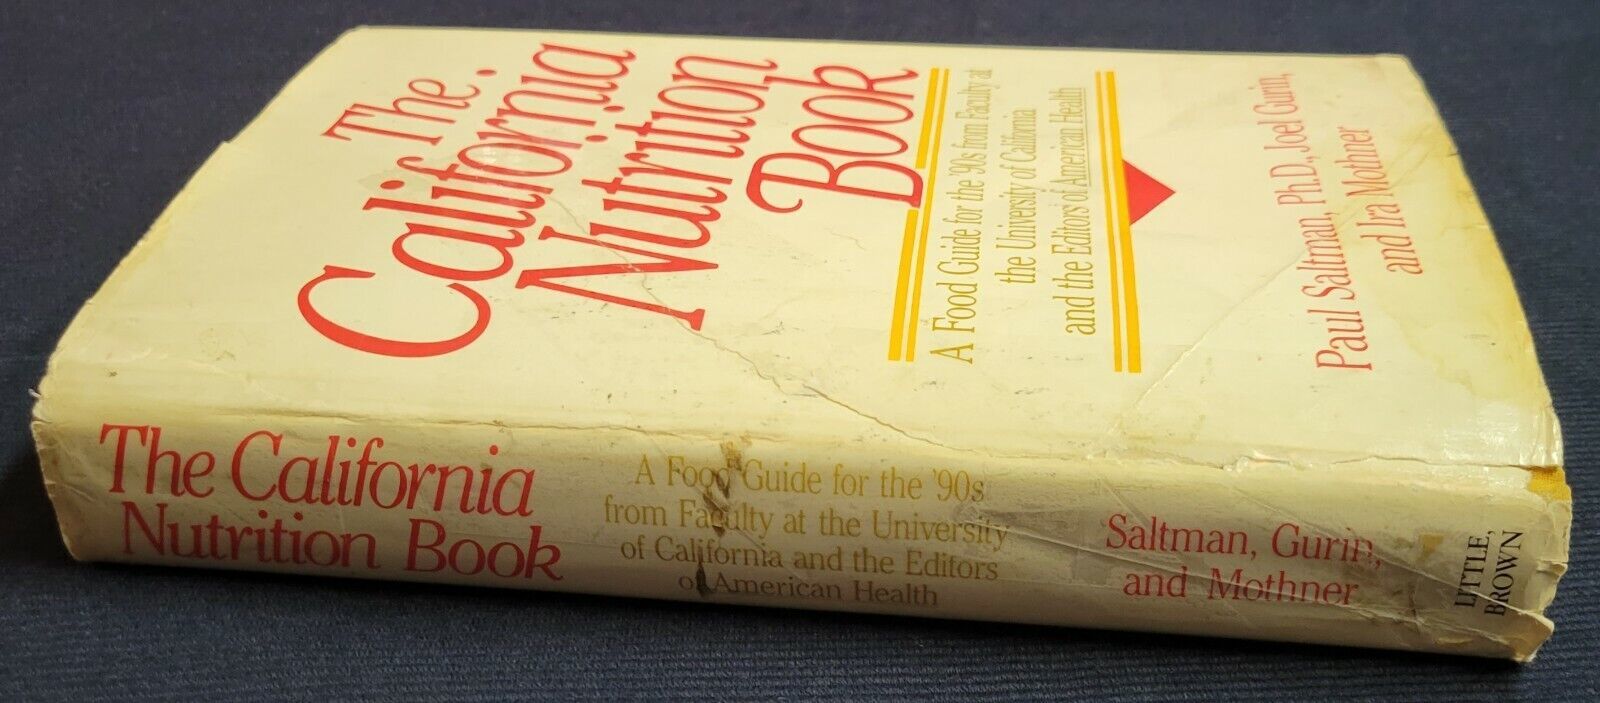 The
California
Nutrition
Book
A Food Guide for the '90s from Faculty at
the University of California
and the Editors of American Health
Paul Saltman, Ph.D., Joel Gurin,
and Ira Mothner
The California
Nutrition Book
A Food Guide for the '90s
from Faculty at the University
of California and the Editors
of American Health
Saltman, Gurin,
and Mothner
LITTLE,
BROWN